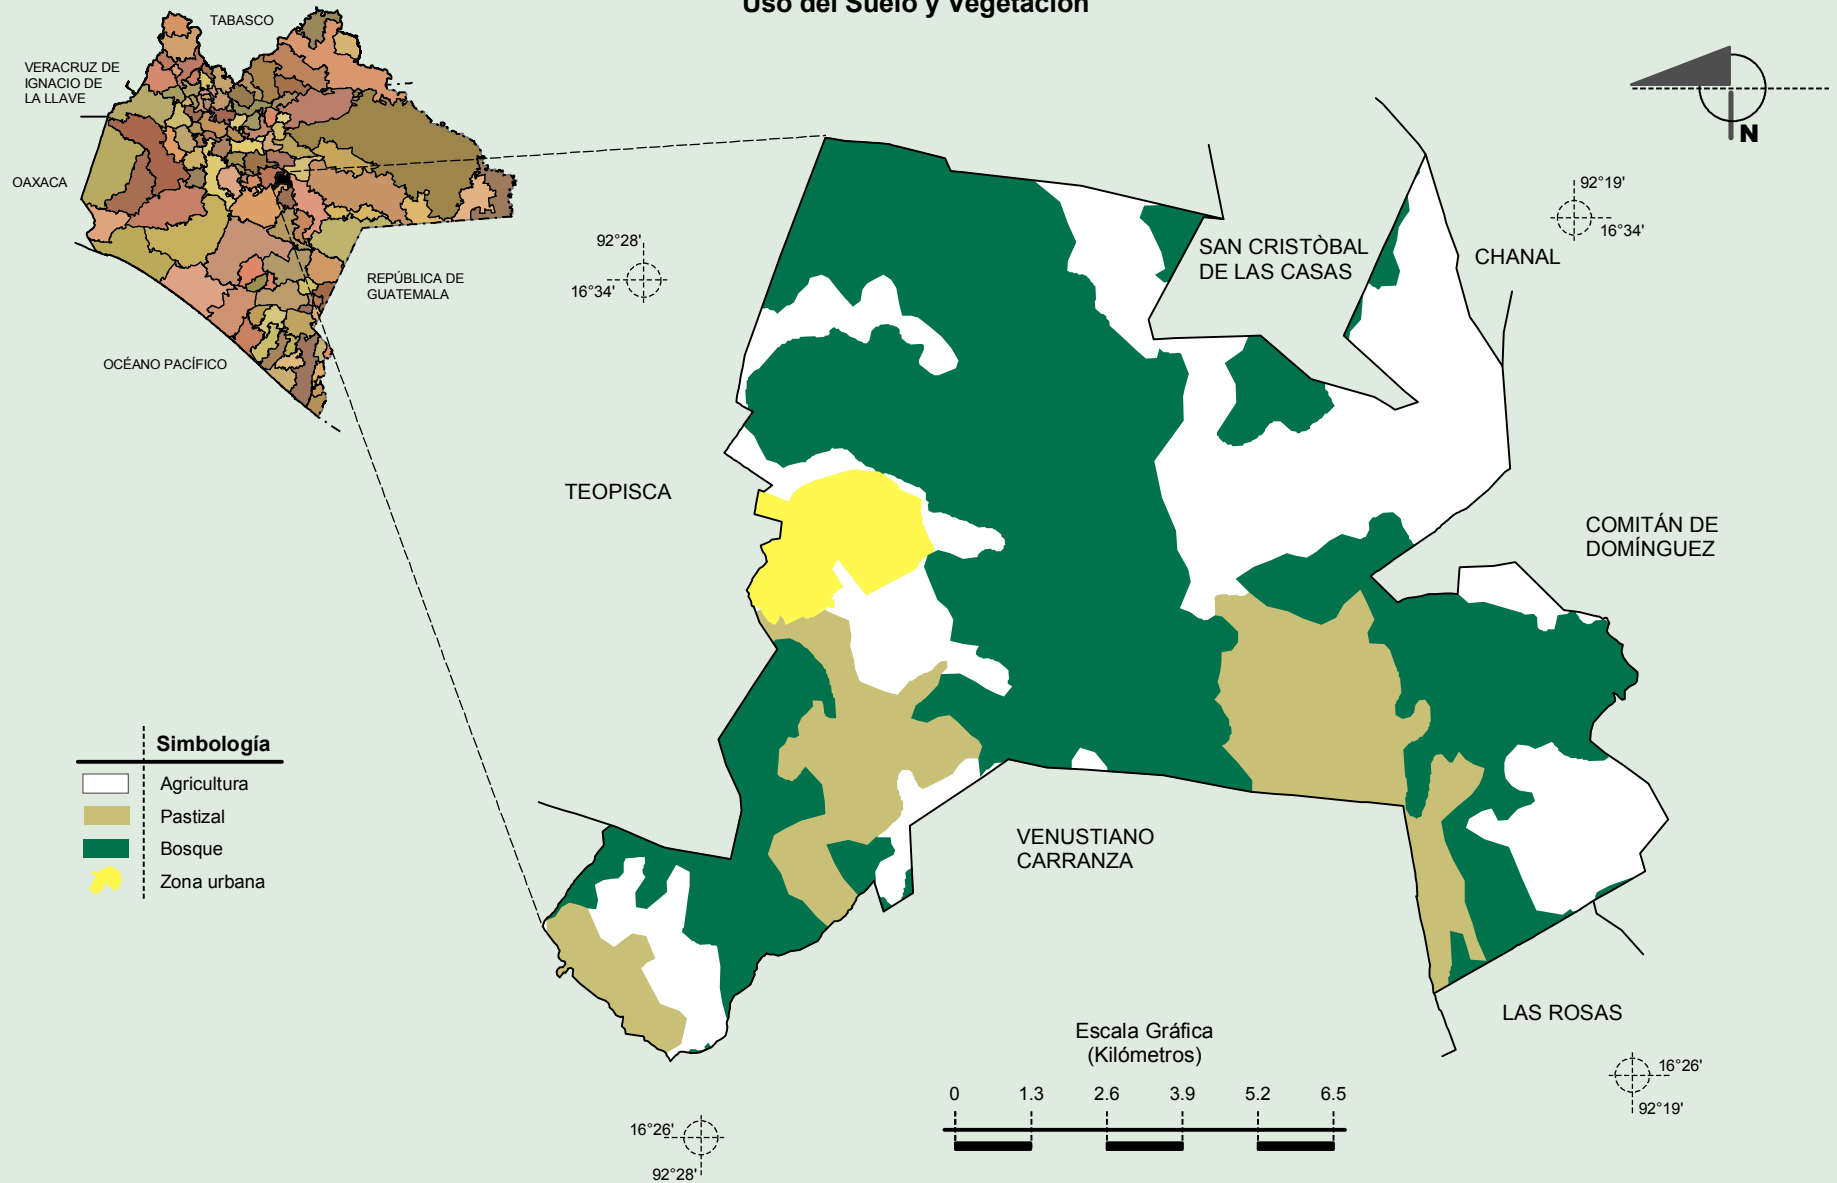 Uso del Suelo y Vegetación
TABASCO
VERACRUZ DE
IGNACIO DE
LA LLAVE
OAXACA
REPÚBLICA DE
GUATEMALA
OCÉANO PACÍFICO
N
92°28'
16°34'
92°19'
16°34'
SAN CRISTÒBAL
DE LAS CASAS
CHANAL
TEOPISCA
COMITÁN DE
DOMÍNGUEZ
VENUSTIANO
CARRANZA
LAS ROSAS
Simbología
Agricultura
Pastizal
Bosque
Zona urbana
Escala Gráfica
(Kilómetros)
0 1.3 2.6 3.9 5.2 6.5
16°26'
92°28'
16°26'
92°19'